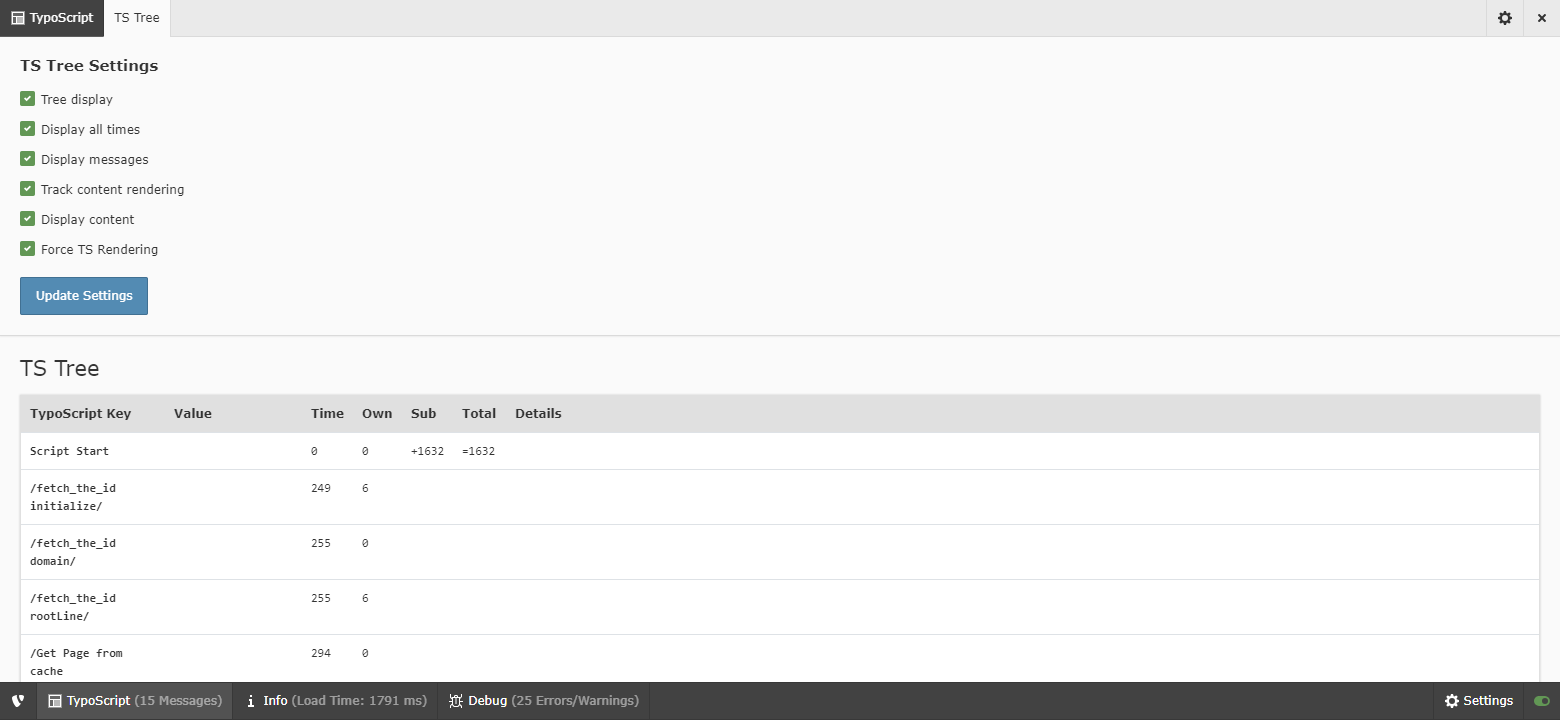 TypoScript TS Tree
TS Tree Settings
Tree display
Display all times
Display messages
Track content rendering
Display content
Force TS Rendering
Update Settings
TS Tree
TypoScript Key Value Time Own Sub Total Details
Script Start 0 0 +1632 =1632
/fetch_the_id 249 6
initialize/
/fetch_the_id 255 0
domain/
/fetch_the_id 255 6
rootLine/
/Get Page from 294 0
cache
TypoScript (15 Messages) Info (Load Time: 1791 ms) Debug (25 Errors/Warnings) Settings